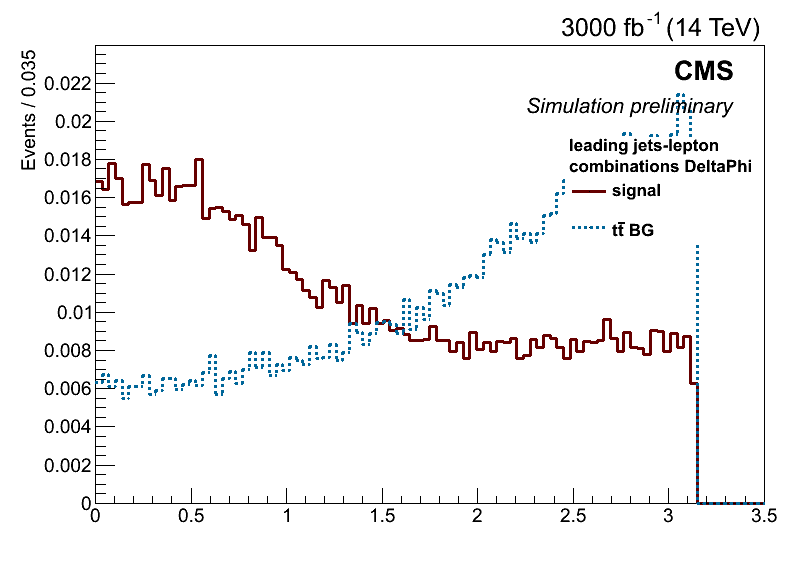 3000 fb⁻¹ (14 TeV)
Events / 0.035
CMS
Simulation preliminary
leading jets-lepton
combinations DeltaPhi
signal
tt̄ BG
0.022
0.02
0.018
0.016
0.014
0.012
0.01
0.008
0.006
0.004
0.002
0
0 0.5 1 1.5 2 2.5 3 3.5